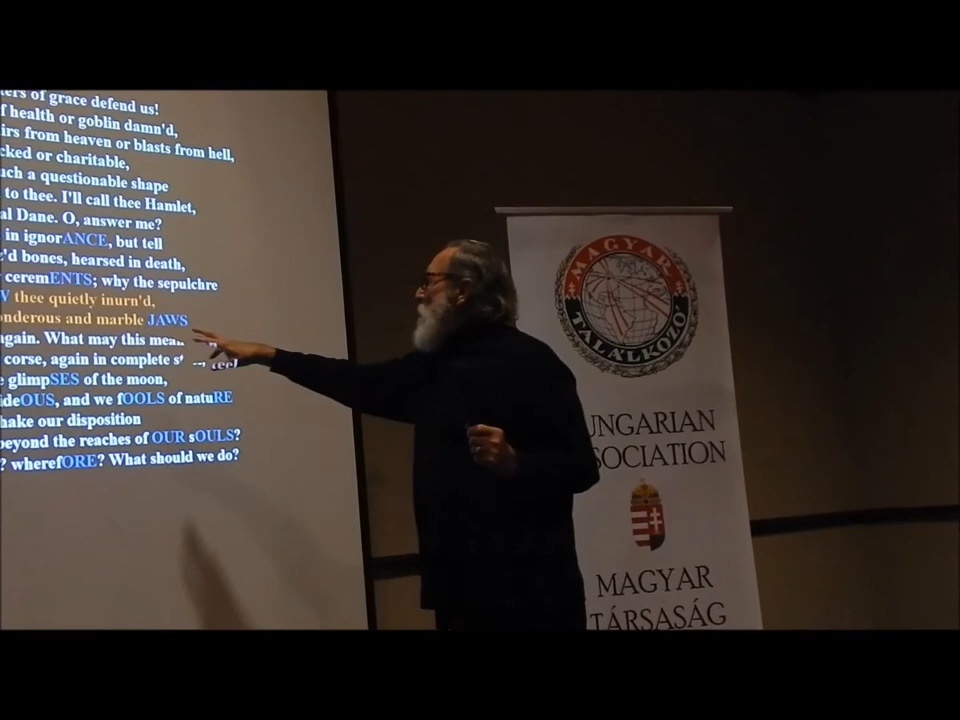 ters of grace defend us!
f health or goblin damn'd,
irs from heaven or blasts from hell,
cked or charitable,
uch a questionable shape
to thee. I'll call thee Hamlet,
al Dane. O, answer me?
in ignorANCE, but tell
z'd bones, hearsed in death,
ceremENTS; why the sepulchre
W thee quietly inurn'd,
onderous and marble JAWS
again. What may this mean
corse, again in complete
glimpSES of the moon,
ideOUS, and we fOOLS of natuRE
hake our disposition
beyond the reaches of OUR sOULS?
? wherefORE? What should we do?
MAGYAR
TALÁLKOZÓ
UNGARIAN
SOCIATION
MAGYAR
TÁRSASÁG